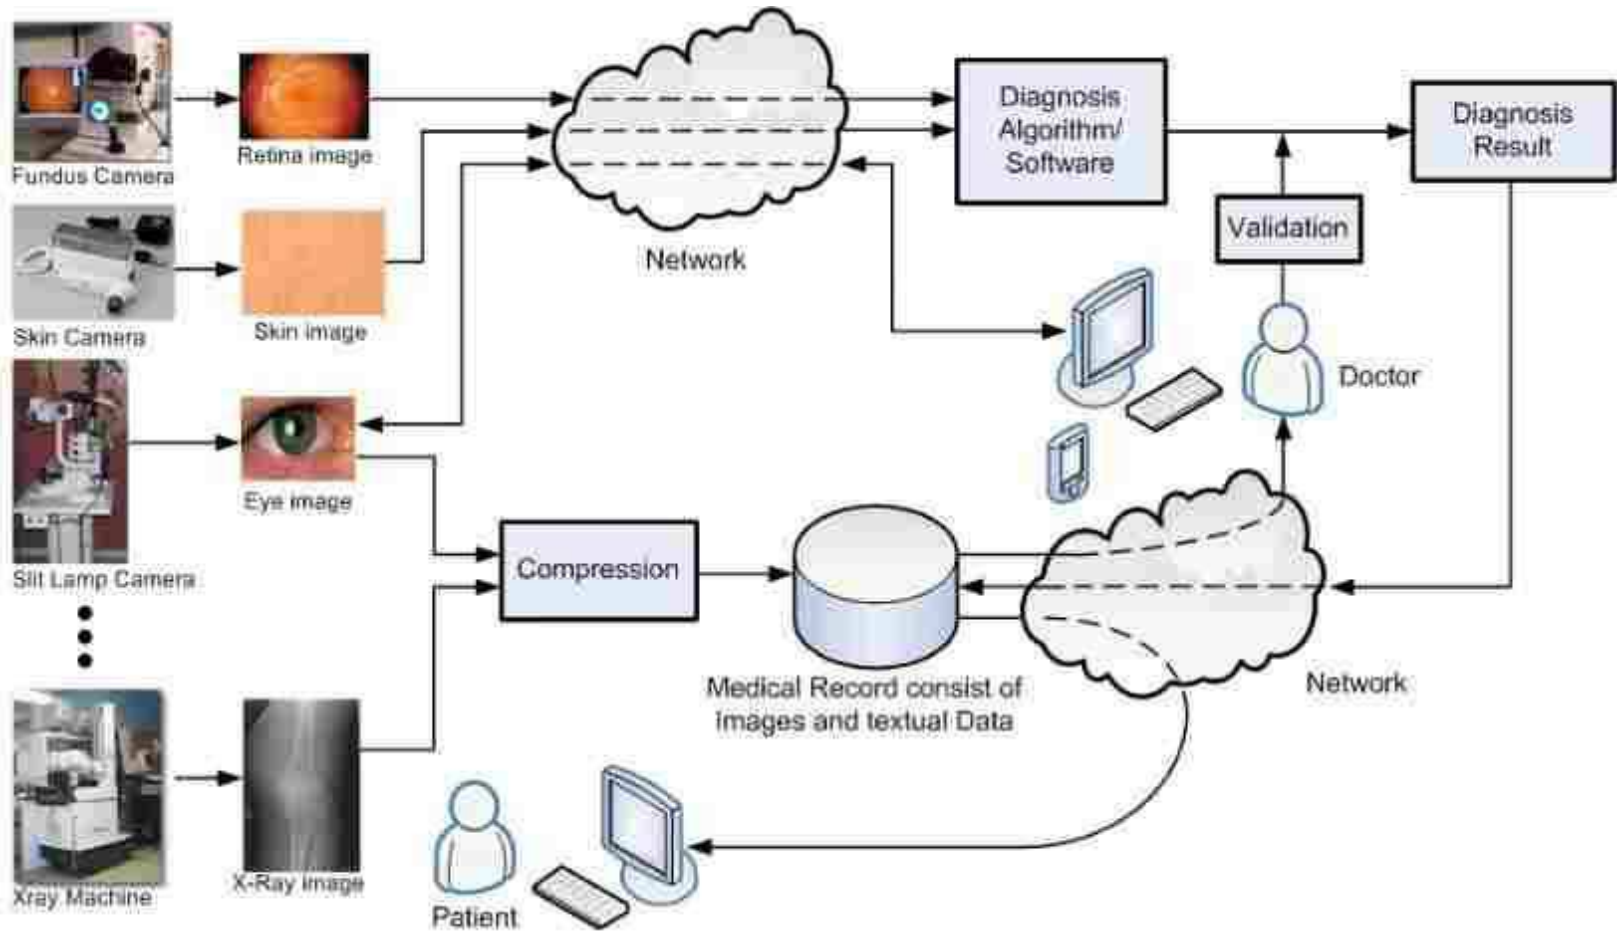 Fundus Camera
Retina image
Network
Diagnosis
Algorithm/
Software
Diagnosis
Result
Validation
Skin Camera
Skin image
Doctor
Slit Lamp Camera
Eye image
Compression
Medical Record consist of
Images and textual Data
Network
Xray Machine
X-Ray image
Patient